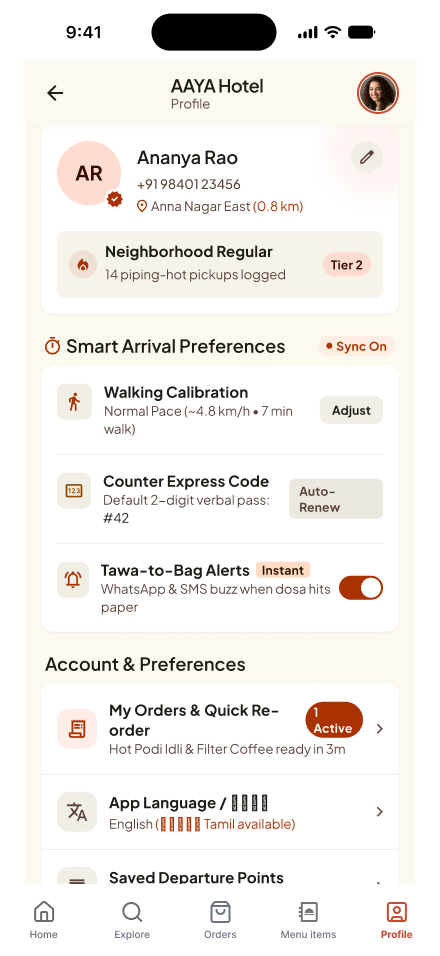 9:41
AAYA Hotel
Profile
AR
Ananya Rao
+91 98401 23456
Anna Nagar East (0.8 km)
Neighborhood Regular
14 piping-hot pickups logged
Tier 2
Smart Arrival Preferences
Sync On
Walking Calibration
Normal Pace (~4.8 km/h • 7 min
walk)
Adjust
123
Counter Express Code
Default 2-digit verbal pass:
#42
Auto-
Renew
Tawa-to-Bag Alerts
Instant
WhatsApp & SMS buzz when dosa hits
paper
Account & Preferences
My Orders & Quick Re-
order
1
Active
Hot Podi Idli & Filter Coffee ready in 3m
App Language /
English ( Tamil available)
Saved Departure Points
Home
Explore
Orders
Menu items
Profile